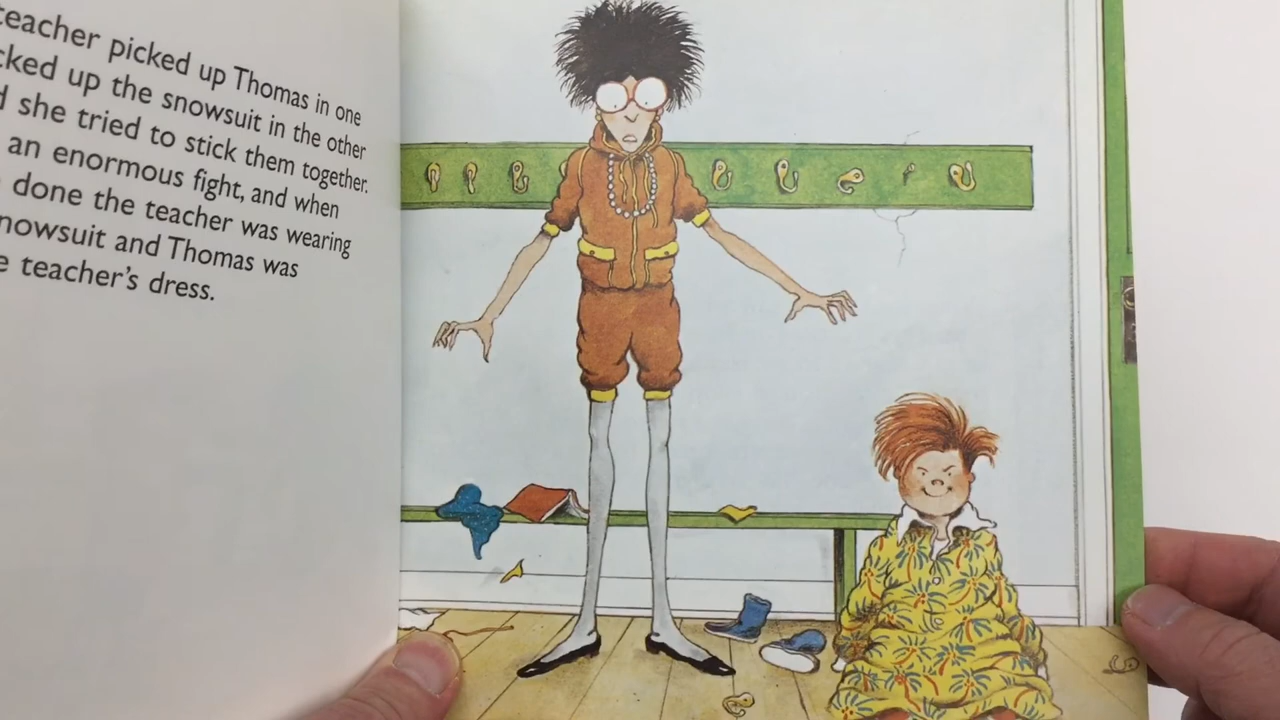 teacher picked up Thomas in one
cked up the snowsuit in the other
she tried to stick them together.
an enormous fight, and when
done the teacher was wearing
nowsuit and Thomas was
teacher's dress.